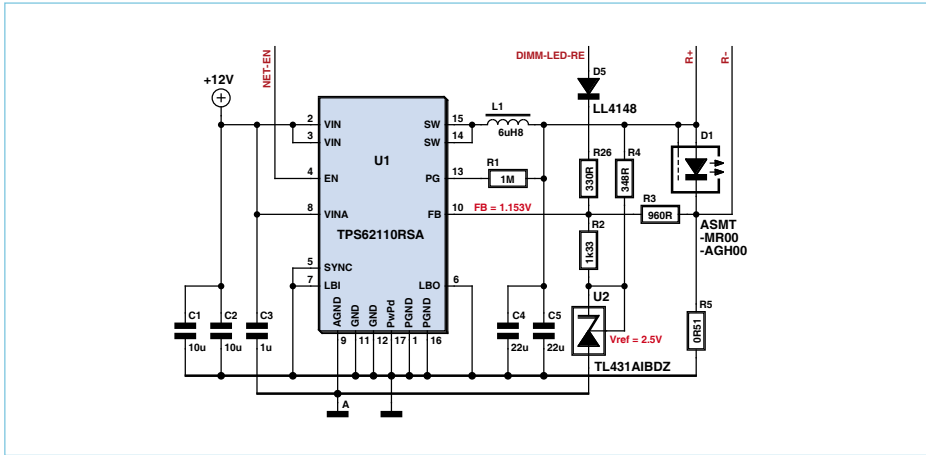 NET-EN
DIMM-LED-RE
R+
R-
+12V
D5
LL4148
L1
6uH8
D1
2
VIN
SW
15
3
VIN
SW
14
U1
R1
1M
R26
330R
R4
348R
4
EN
PG
13
R3
960R
8
VINA
FB
10
FB = 1.153V
TPS62110RSA
R2
1k33
ASMT
-MR00
-AGH00
5
SYNC
7
LBI
LBO
6
AGND
GND
GND
PwPd
PGND
PGND
9
11
12
17
1
16
C1
10u
C2
10u
C3
1u
C4
22u
C5
22u
U2
Vref = 2.5V
TL431AIBDZ
R5
0R51
A